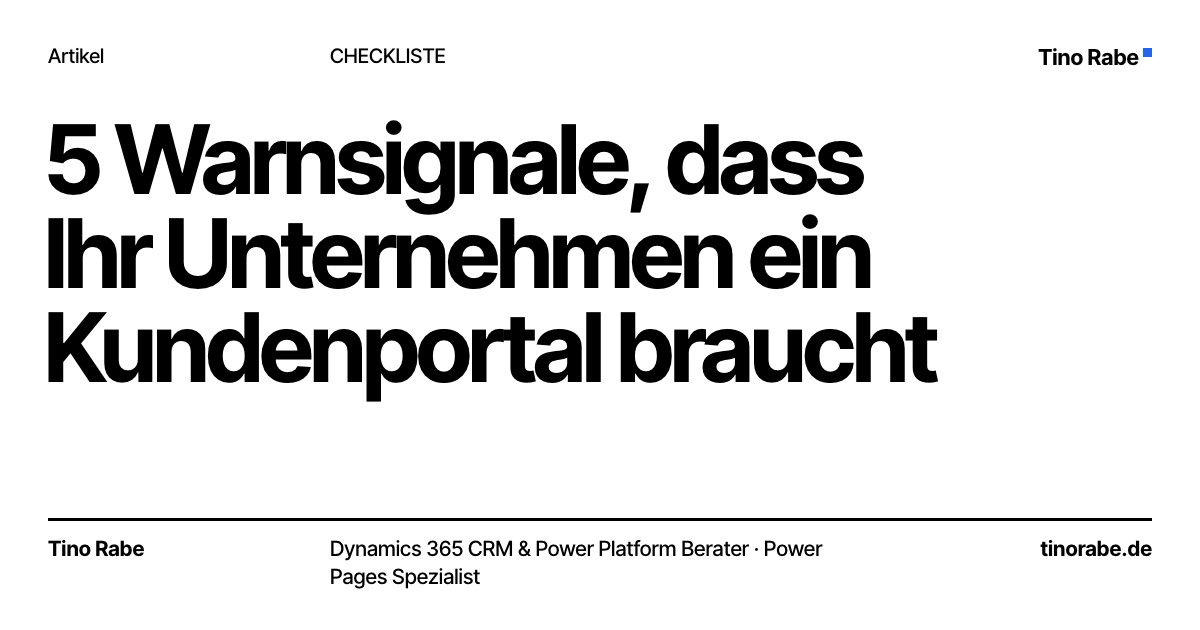 Artikel
CHECKLISTE
Tino Rabe
5 Warnsignale, dass
Ihr Unternehmen ein
Kundenportal braucht
Tino Rabe
Dynamics 365 CRM & Power Platform Berater · Power
Pages Spezialist
tinorabe.de